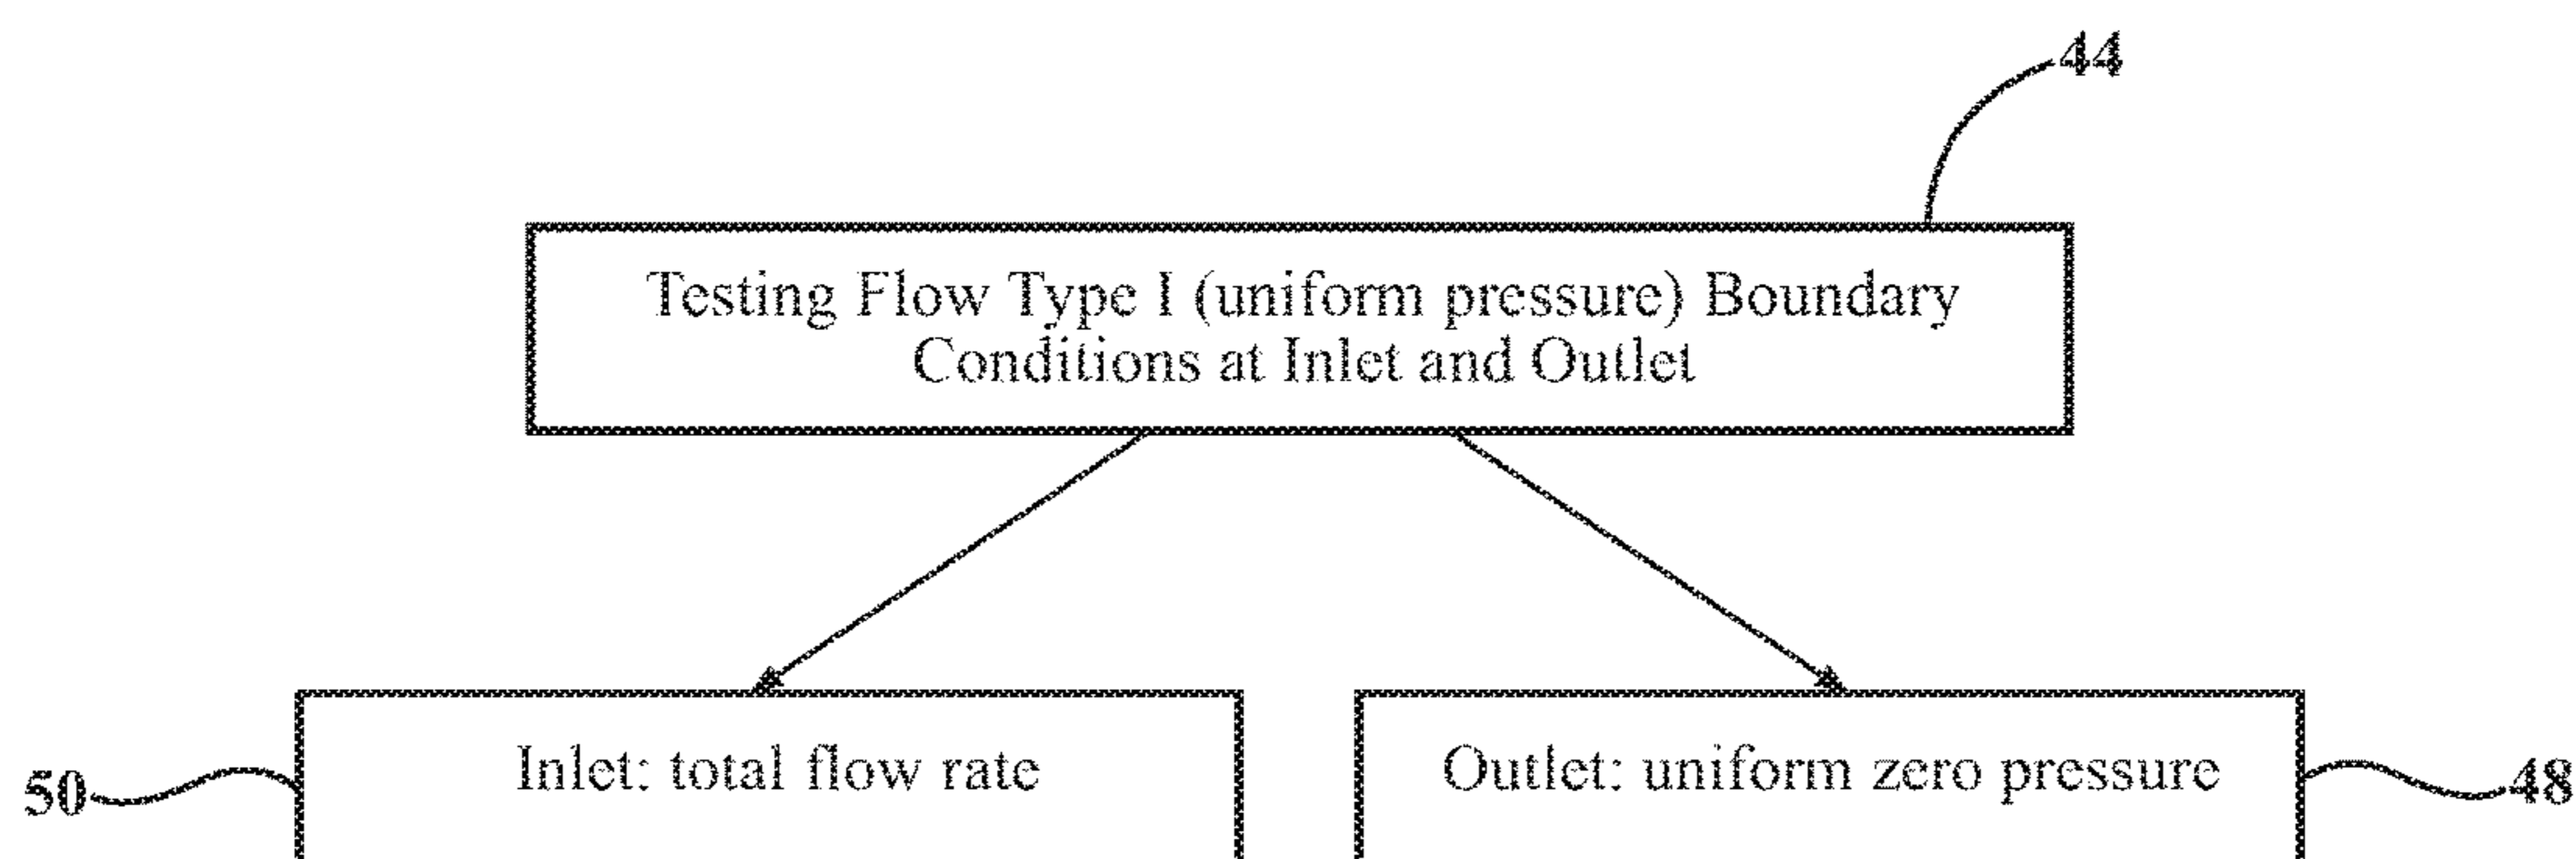 44
Testing Flow Type I (uniform pressure) Boundary
Conditions at Inlet and Outlet
50
Inlet: total flow rate
Outlet: uniform zero pressure
48